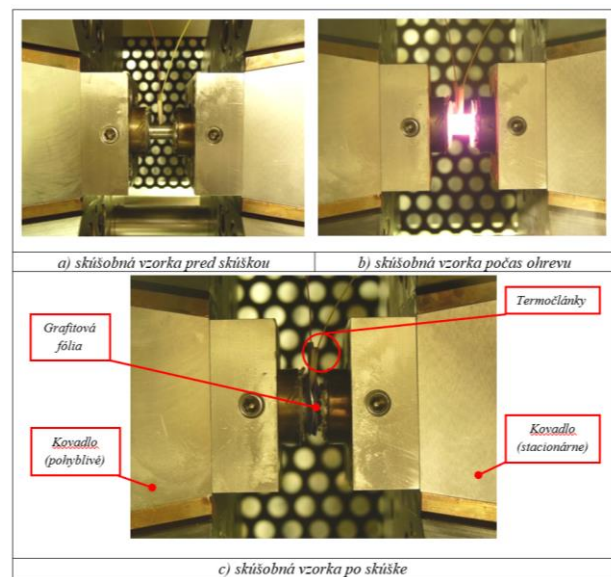 a) skúšobná vzorka pred skúškou
b) skúšobná vzorka počas ohrevu
Grafitová
fólia
Termočlánky
Kovadlo
(pohyblivé)
Kovadlo
(stacionárne)
c) skúšobná vzorka po skúške